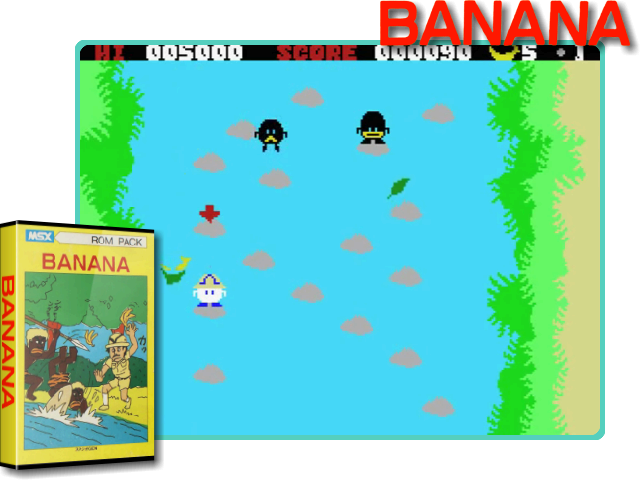 BANANA
HI 005000 SCORE 000090 5 1
MSX ROM PACK
BANANA
BANANA